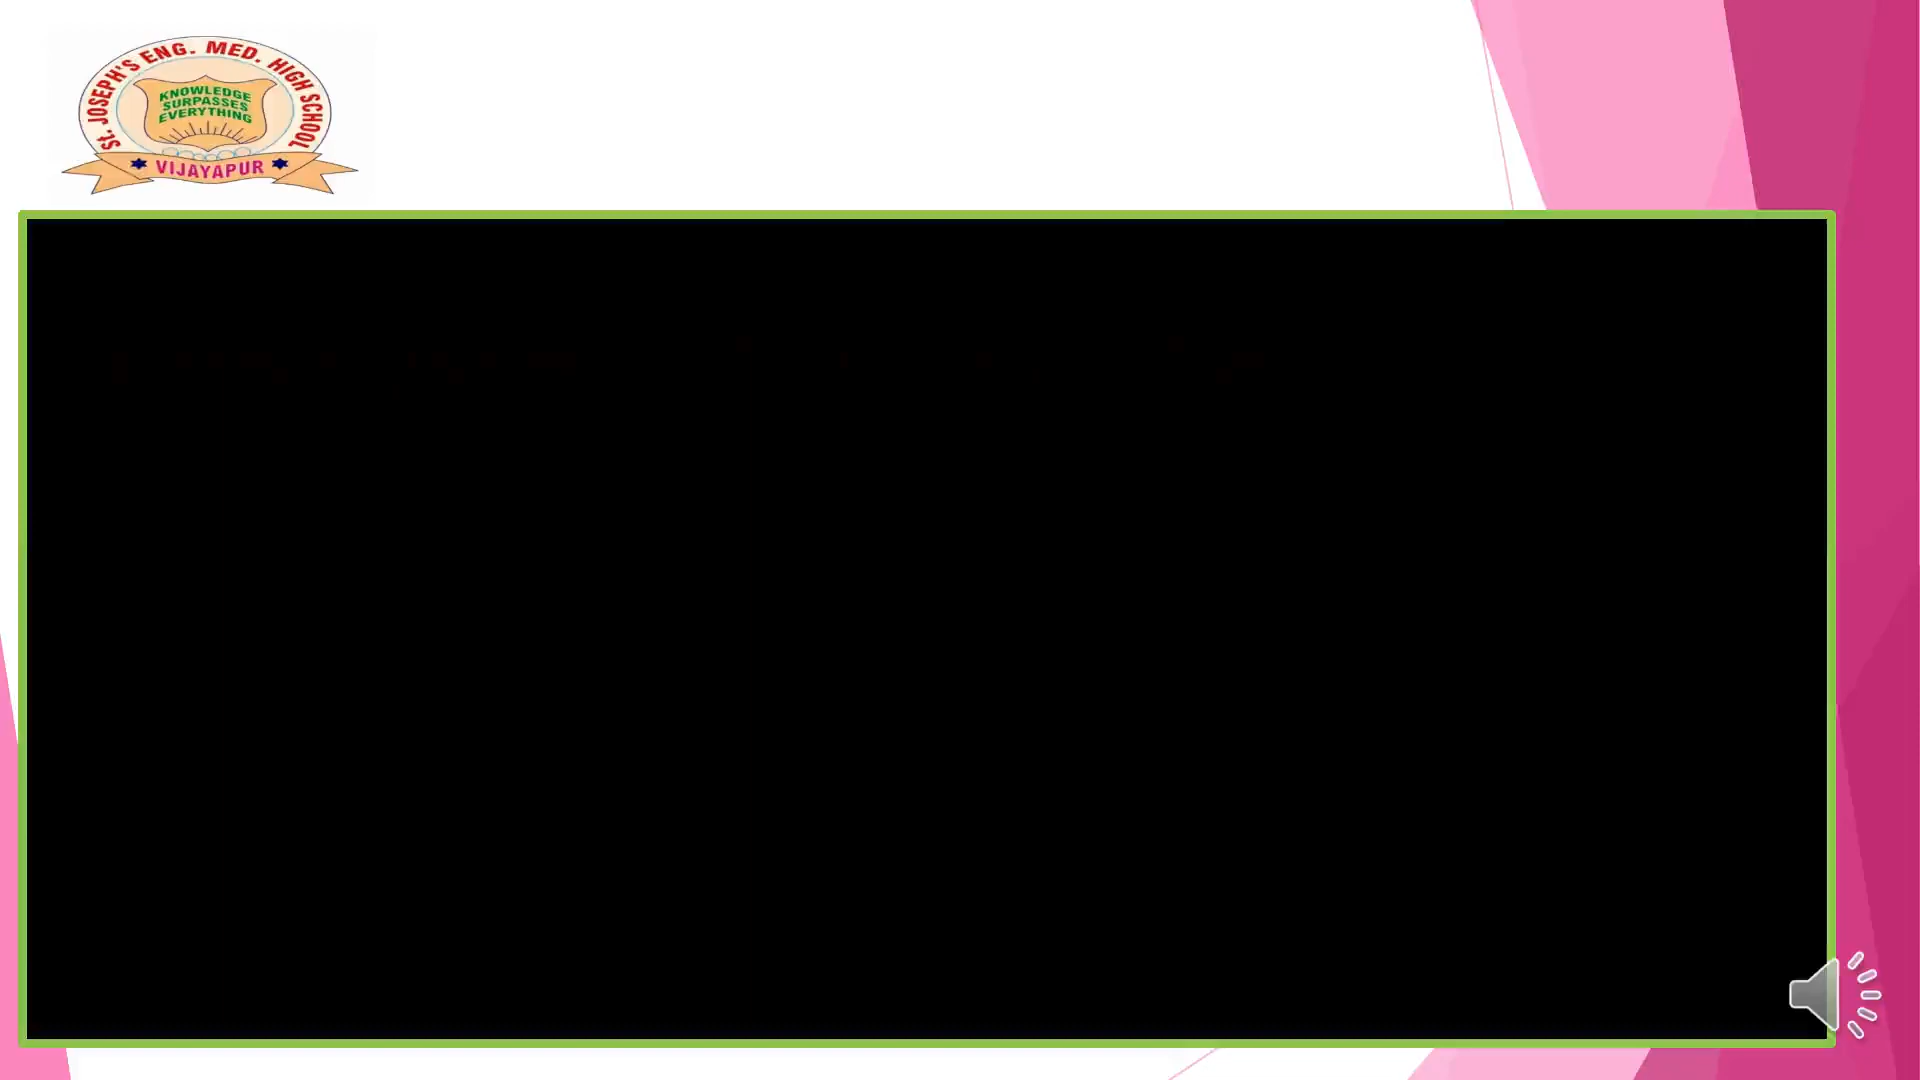 St. JOSEPH'S ENG. MED. HIGH SCHOOL
KNOWLEDGE
SURPASSES
EVERYTHING
VIJAYAPUR